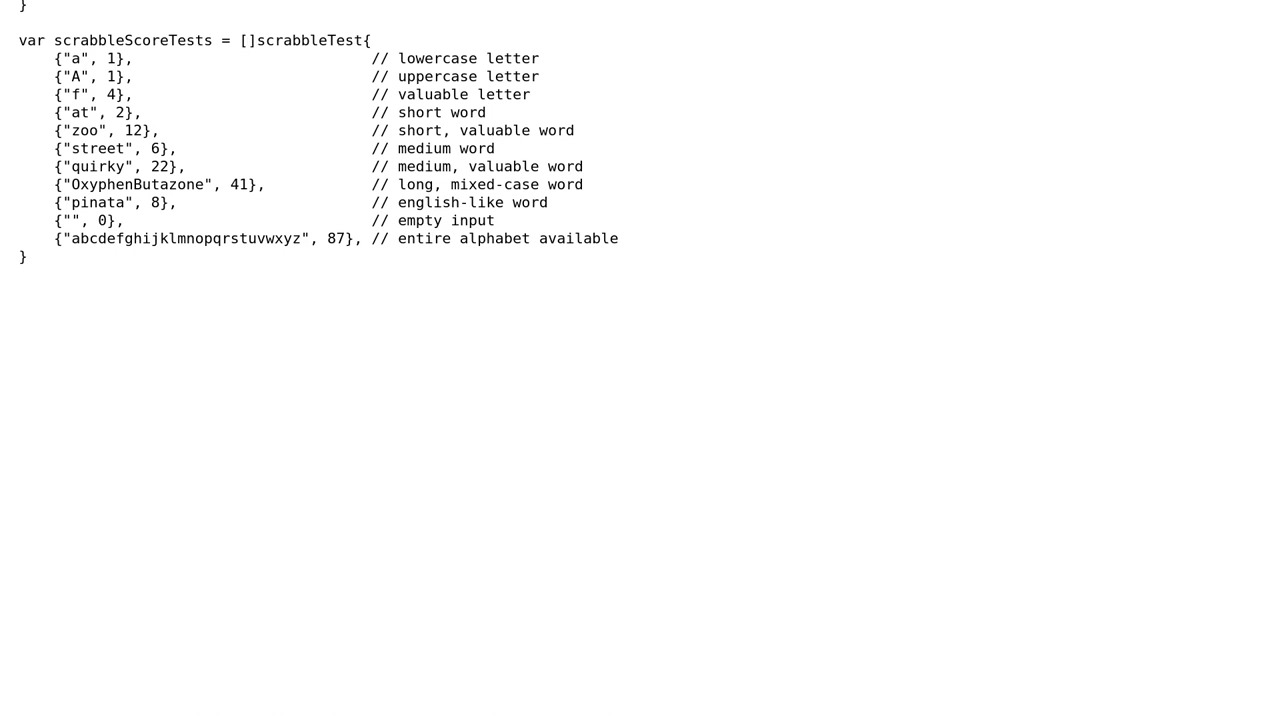 }
var scrabbleScoreTests = []scrabbleTest{
    {"a", 1},                           // lowercase letter
    {"A", 1},                           // uppercase letter
    {"f", 4},                           // valuable letter
    {"at", 2},                          // short word
    {"zoo", 12},                        // short, valuable word
    {"street", 6},                      // medium word
    {"quirky", 22},                     // medium, valuable word
    {"OxyphenButazone", 41},            // long, mixed-case word
    {"pinata", 8},                      // english-like word
    {"", 0},                            // empty input
    {"abcdefghijklmnopqrstuvwxyz", 87}, // entire alphabet available
}